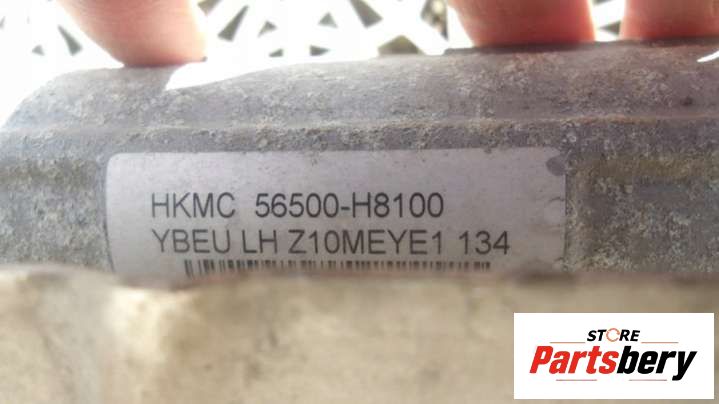 HKMC 56500-H8100
YBEU LH Z10MEYE1 134
STORE
Partsbery